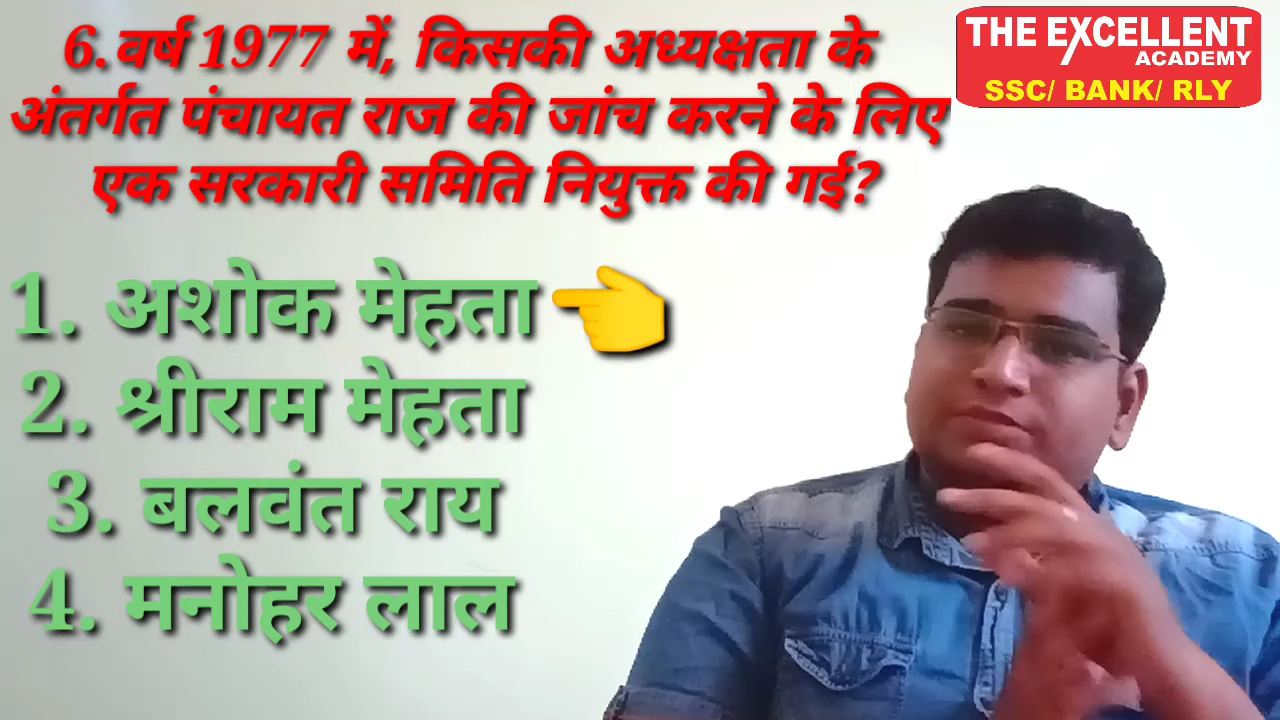 6.वर्ष 1977 में, किसकी अध्यक्षता के
अंतर्गत पंचायत राज की जांच करने के लिए
एक सरकारी समिति नियुक्त की गई?
1. अशोक मेहता
2. श्रीराम मेहता
3. बलवंत राय
4. मनोहर लाल
THE EXCELLENT
ACADEMY
SSC/ BANK/ RLY